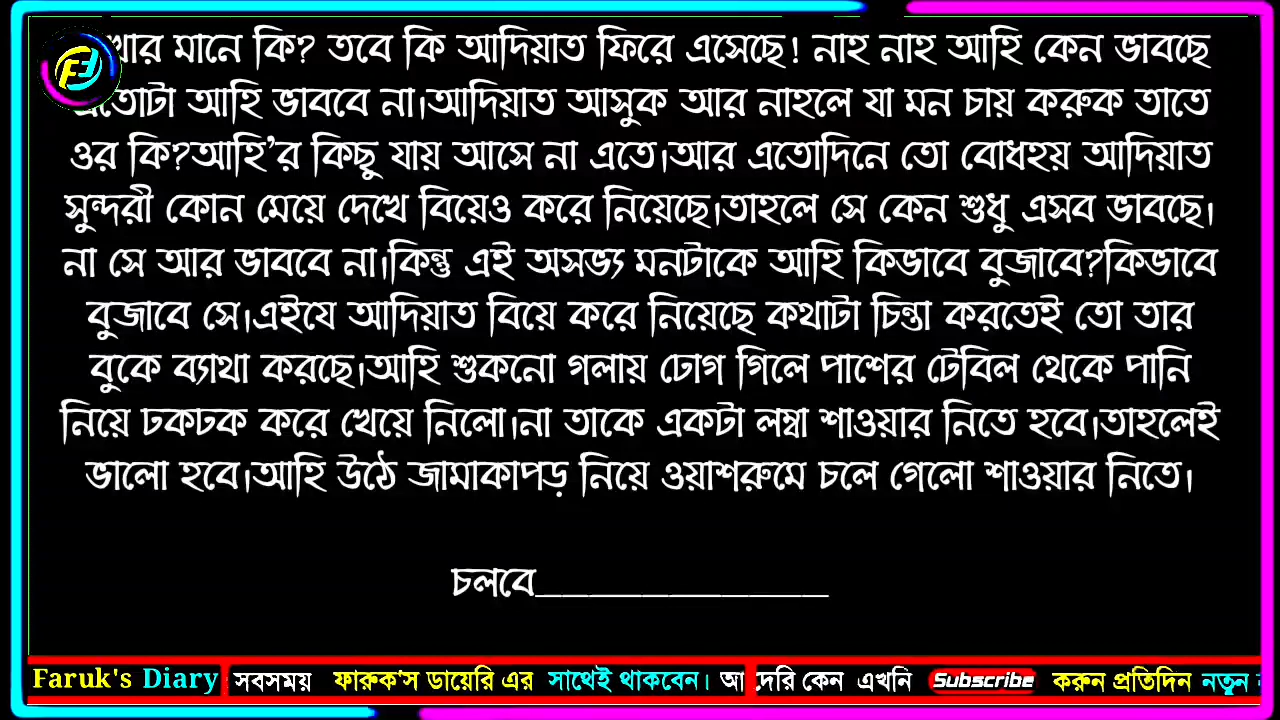 খার মানে কি? তবে কি আদিয়াত ফিরে এসেছে! নাহ নাহ আহি কেন ভাবছে
এতোটা আহি ভাববে না।আদিয়াত আসুক আর নাহলে যা মন চায় করুক তাতে
ওর কি?আহি'র কিছু যায় আসে না এতে।আর এতোদিনে তো বোধহয় আদিয়াত
সুন্দরী কোন মেয়ে দেখে বিয়েও করে নিয়েছে।তাহলে সে কেন শুধু এসব ভাবছে।
না সে আর ভাববে না।কিন্তু এই অসভ্য মনটাকে আহি কিভাবে বুজাবে?কিভাবে
বুজাবে সে।এইযে আদিয়াত বিয়ে করে নিয়েছে কথাটা চিন্তা করতেই তো তার
বুকে ব্যাথা করছে।আহি শুকনো গলায় ঢোগ গিলে পাশের টেবিল থেকে পানি
নিয়ে ঢকঢক করে খেয়ে নিলো।না তাকে একটা লম্বা শাওয়ার নিতে হবে।তাহলেই
ভালো হবে।আহি উঠে জামাকাপড় নিয়ে ওয়াশরুমে চলে গেলো শাওয়ার নিতে।
চলবে______________
Faruk's Diary সবসময় ফারুক'স ডায়েরি এর সাথেই থাকবেন। আ দেরি কেন এখনি Subscribe করুন প্রতিদিন নতুন